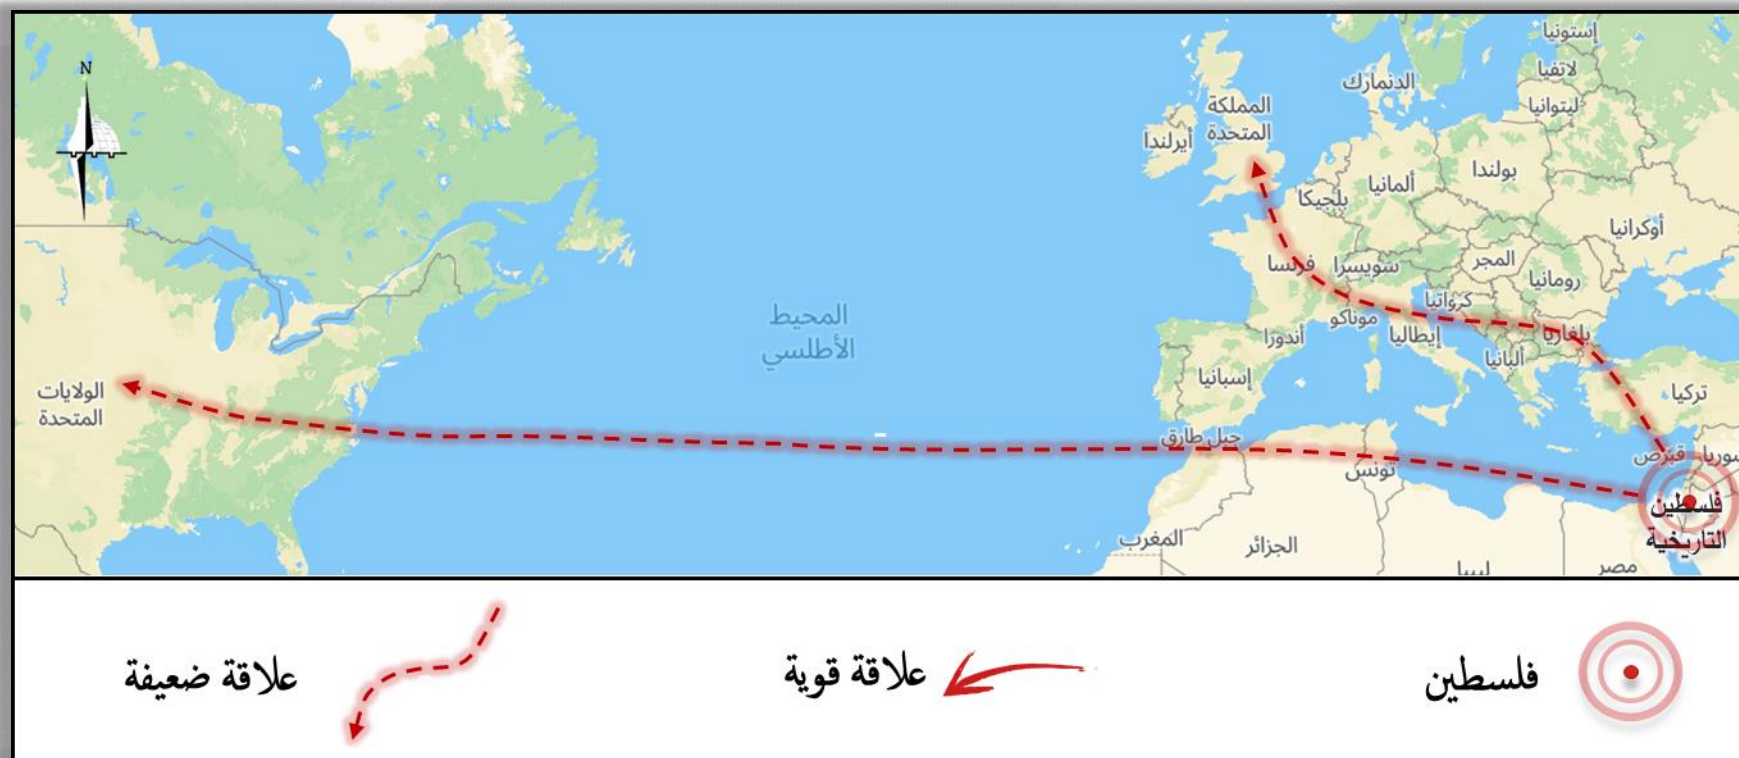 N
إستونيا
لاتفيا
ليتوانيا
الدنمارك
المملكة
المتحدة
أيرلندا
بولندا
ألمانيا
بلجيكا
أوكرانيا
المجر
سويسرا
فرنسا
رومانيا
كرواتيا
موناكو
بلغاريا
إيطاليا
أندورا
ألبانيا
المحيط
الأطلسي
إسبانيا
تركيا
الولايات
المتحدة
جبل طارق
قبرص
سوريا
تونس
فلسطين
التاريخية
المغرب
الجزائر
ليبيا
مصر
فلسطين
علاقة قوية
علاقة ضعيفة